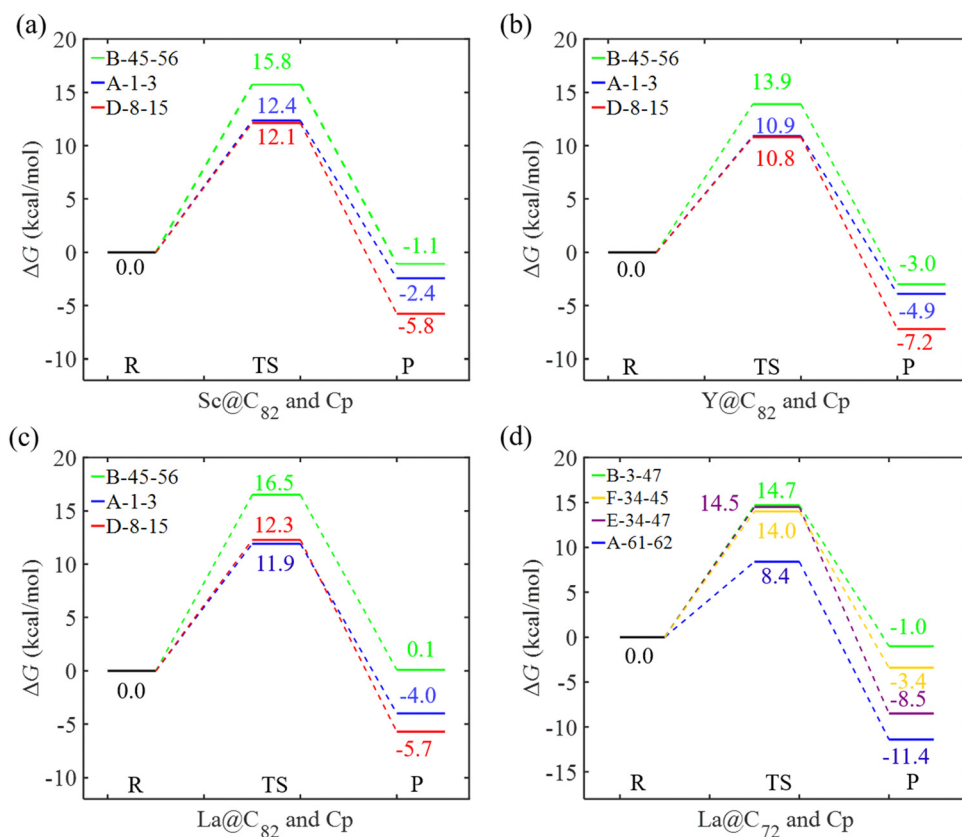 (a)
20
15
10
5
0
-5
-10
ΔG (kcal/mol)
B-45-56
A-1-3
D-8-15
15.8
12.4
12.1
0.0
-1.1
-2.4
-5.8
R TS P
Sc@C82 and Cp
(b)
20
15
10
5
0
-5
-10
ΔG (kcal/mol)
B-45-56
A-1-3
D-8-15
13.9
10.9
10.8
0.0
-3.0
-4.9
-7.2
R TS P
Y@C82 and Cp
(c)
20
15
10
5
0
-5
-10
ΔG (kcal/mol)
B-45-56
A-1-3
D-8-15
16.5
12.3
11.9
0.0
0.1
-4.0
-5.7
R TS P
La@C82 and Cp
(d)
20
15
10
5
0
-5
-10
-15
ΔG (kcal/mol)
B-3-47
F-34-45
E-34-47
A-61-62
14.5
14.7
14.0
8.4
0.0
-1.0
-3.4
-8.5
-11.4
R TS P
La@C72 and Cp